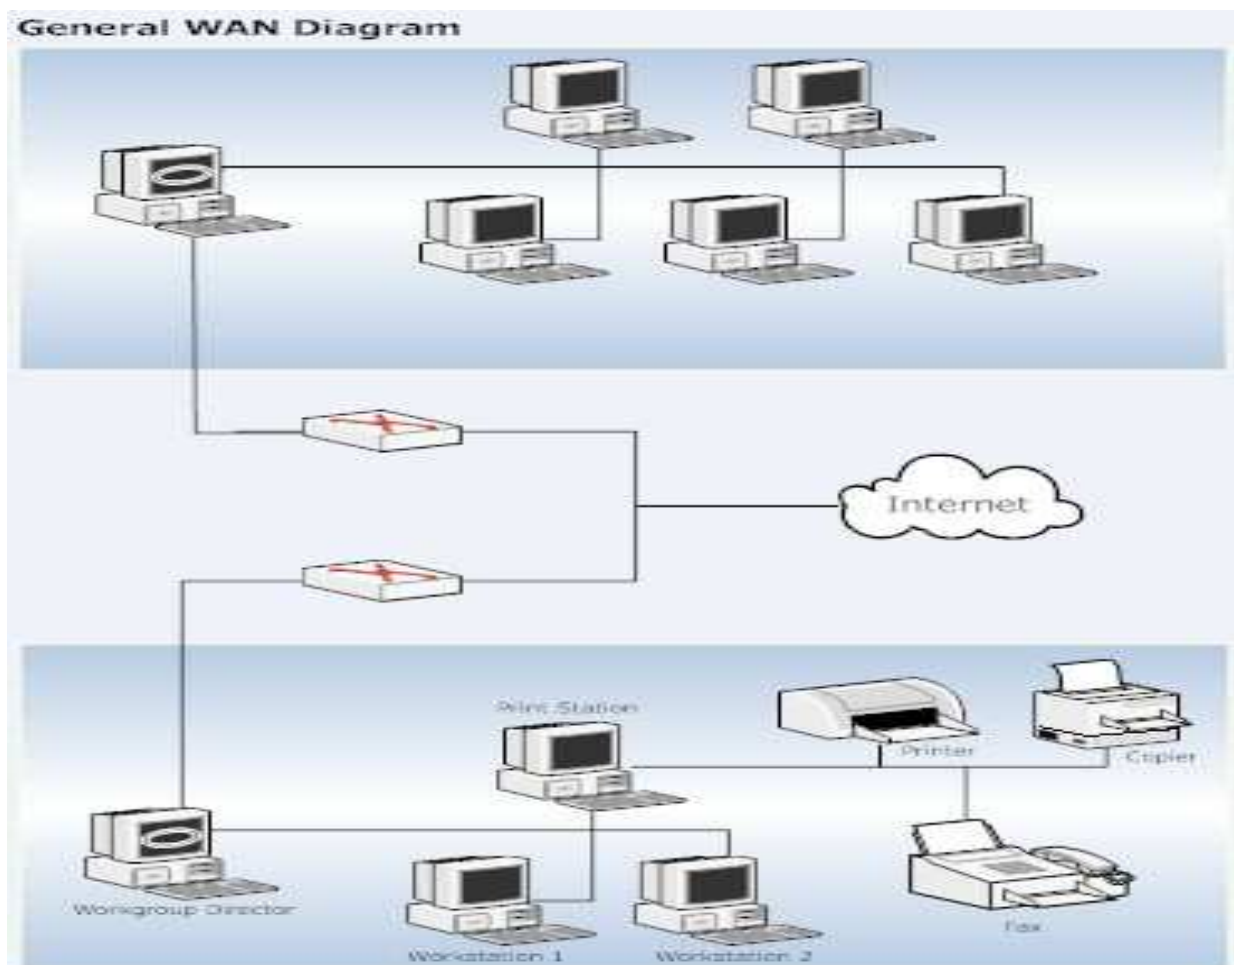 General WAN Diagram
Internet
Print Station
Printer
Copier
Workgroup Director
Fax
Workstation 1
Workstation 2